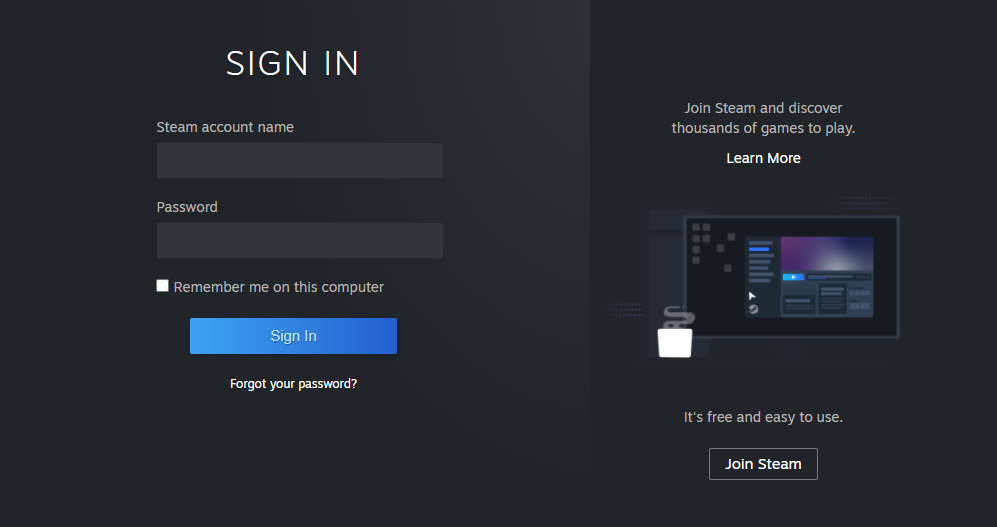 SIGN IN
Steam account name
Password
Remember me on this computer
Sign In
Forgot your password?
Join Steam and discover
thousands of games to play.
Learn More
It's free and easy to use.
Join Steam